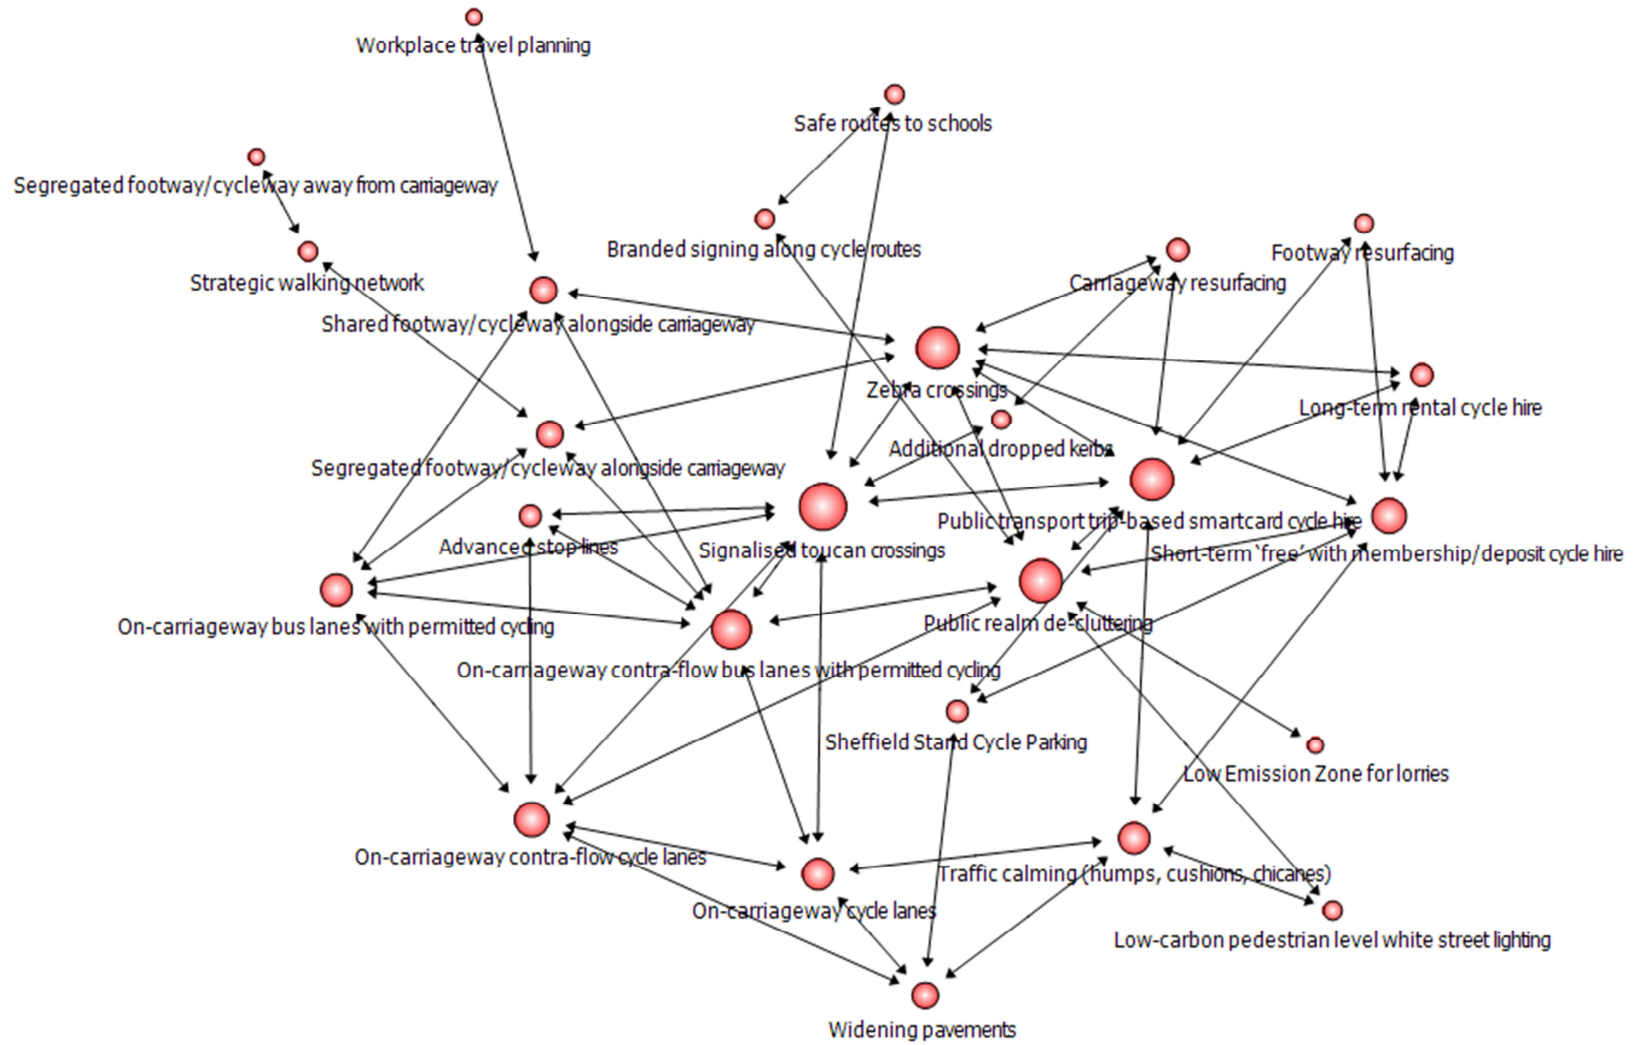 Workplace travel planning
Safe routes to schools
Segregated footway/cycleway away from carriageway
Branded signing along cycle routes
Footway resurfacing
Strategic walking network
Carriageway resurfacing
Shared footway/cycleway alongside carriageway
Zebra crossings
Long-term rental cycle hire
Additional dropped kerbs
Segregated footway/cycleway alongside carriageway
Public transport trip-based smartcard cycle hire
Advanced stop lines
Signalised toucan crossings
Short-term ‘free’ with membership/deposit cycle hire
On-carriageway bus lanes with permitted cycling
Public realm de-cluttering
On-carriageway contra-flow bus lanes with permitted cycling
Sheffield Stand Cycle Parking
Low Emission Zone for lorries
On-carriageway contra-flow cycle lanes
Traffic calming (humps, cushions, chicanes)
On-carriageway cycle lanes
Low-carbon pedestrian level white street lighting
Widening pavements